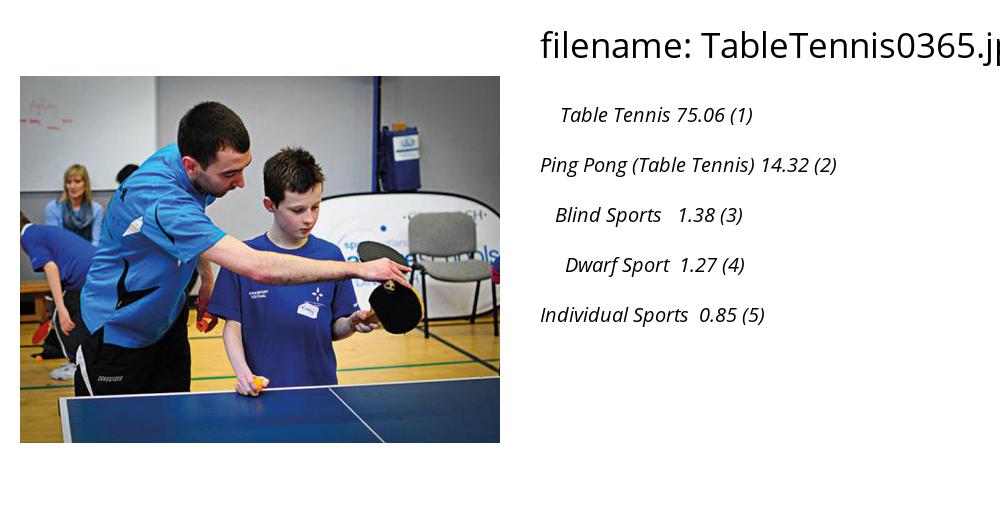 filename: TableTennis0365.jp
Table Tennis 75.06 (1)
Ping Pong (Table Tennis) 14.32 (2)
Blind Sports 1.38 (3)
Dwarf Sport 1.27 (4)
Individual Sports 0.85 (5)